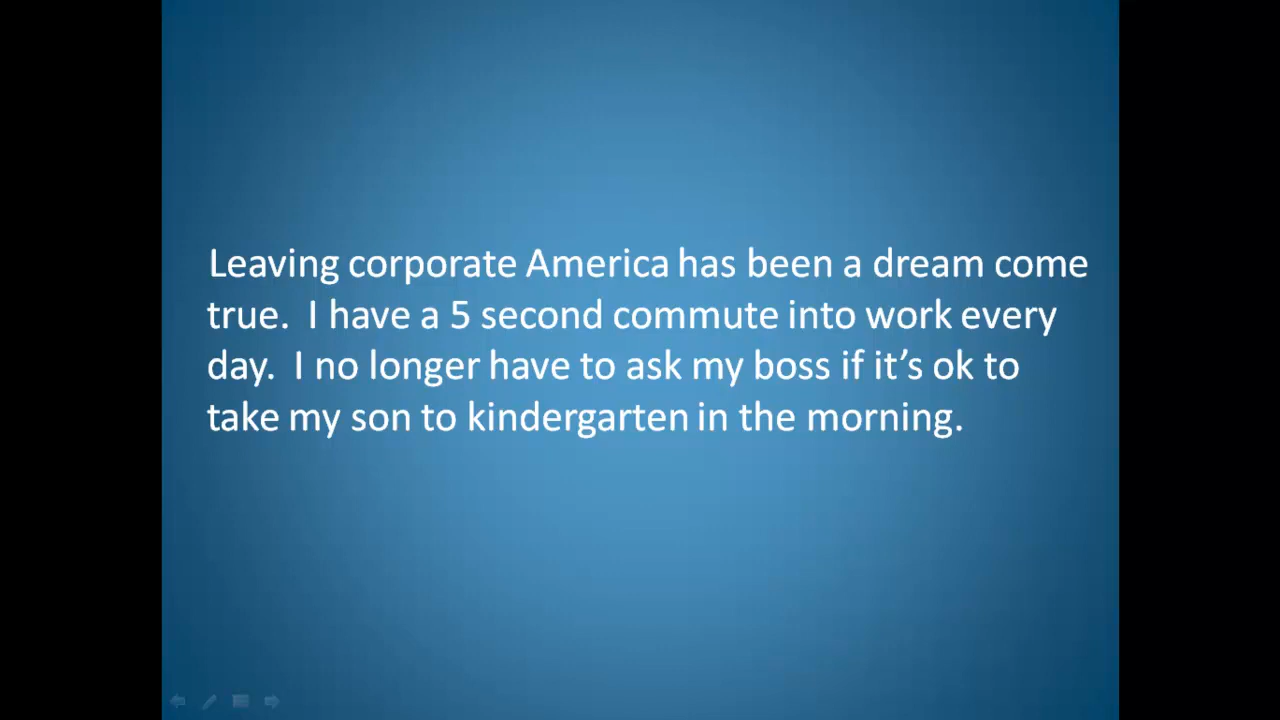 Leaving corporate America has been a dream come
true.  I have a 5 second commute into work every
day.  I no longer have to ask my boss if it’s ok to
take my son to kindergarten in the morning.